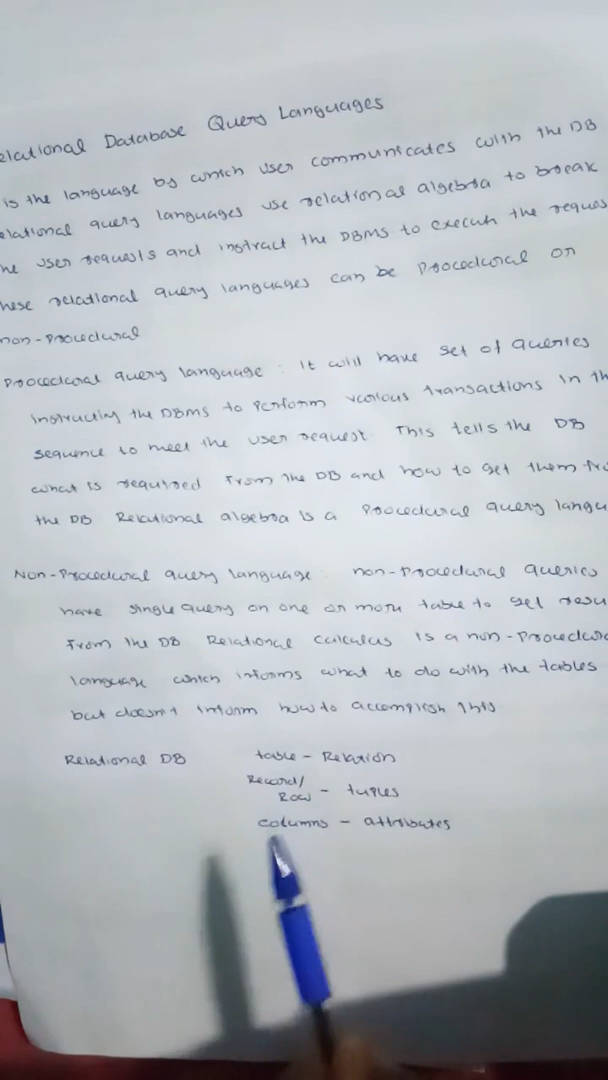 elational Database Query Languages
is the language by which user communicates with the DB
elational query languages use relational algebra to break
he user requests and instruct the DBMS to execute the reques
hese relational query languages can be procedural or
non-procedural
Procedural query language : It will have set of queries
Instructing the DBMS to perform various transactions in th
sequence to meet the user request. This tells the DB
what is required from the DB and how to get them fro
the DB Relational algebra is a procedural query langu
Non-Procedural query language : non-procedural queries
have single query on one or more table to get resu
from the DB Relational calculus is a non-procedur
language which informs what to do with the tables
but doesn't inform how to accomplish this.
Relational DB table - Relation
Record/
Row - tuples
columns - attributes